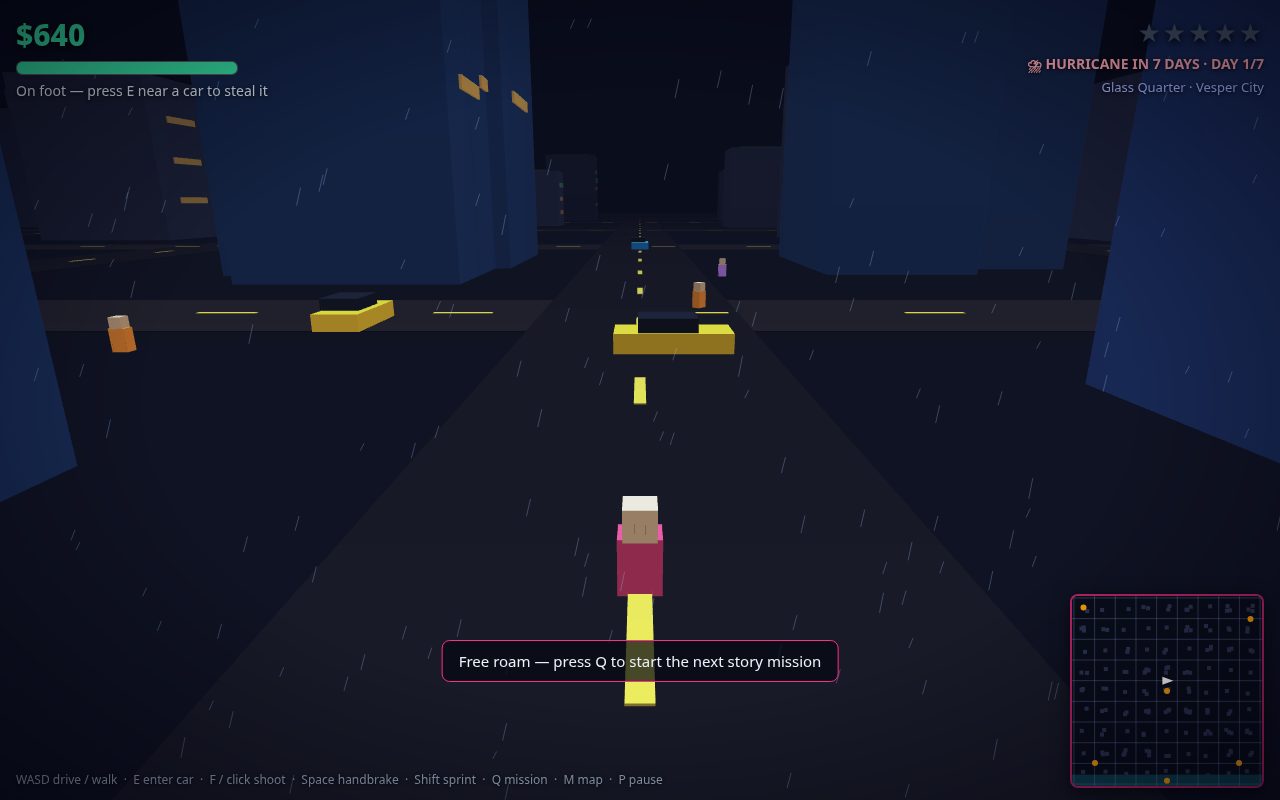 $640
On foot — press E near a car to steal it
★★★★★
⛈ HURRICANE IN 7 DAYS · DAY 1/7
Glass Quarter · Vesper City
Free roam — press Q to start the next story mission
WASD drive / walk · E enter car · F / click shoot · Space handbrake · Shift sprint · Q mission · M map · P pause